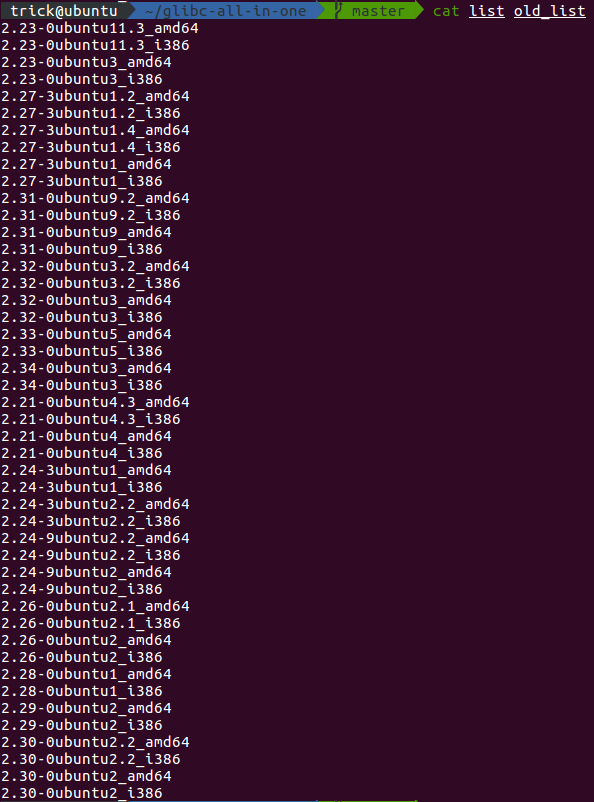 trick@ubuntu ~/glibc-all-in-one master cat list old_list
2.23-0ubuntu11.3_amd64
2.23-0ubuntu11.3_i386
2.23-0ubuntu3_amd64
2.23-0ubuntu3_i386
2.27-3ubuntu1.2_amd64
2.27-3ubuntu1.2_i386
2.27-3ubuntu1.4_amd64
2.27-3ubuntu1.4_i386
2.27-3ubuntu1_amd64
2.27-3ubuntu1_i386
2.31-0ubuntu9.2_amd64
2.31-0ubuntu9.2_i386
2.31-0ubuntu9_amd64
2.31-0ubuntu9_i386
2.32-0ubuntu3.2_amd64
2.32-0ubuntu3.2_i386
2.32-0ubuntu3_amd64
2.32-0ubuntu3_i386
2.33-0ubuntu5_amd64
2.33-0ubuntu5_i386
2.34-0ubuntu3_amd64
2.34-0ubuntu3_i386
2.21-0ubuntu4.3_amd64
2.21-0ubuntu4.3_i386
2.21-0ubuntu4_amd64
2.21-0ubuntu4_i386
2.24-3ubuntu1_amd64
2.24-3ubuntu1_i386
2.24-3ubuntu2.2_amd64
2.24-3ubuntu2.2_i386
2.24-9ubuntu2.2_amd64
2.24-9ubuntu2.2_i386
2.24-9ubuntu2_amd64
2.24-9ubuntu2_i386
2.26-0ubuntu2.1_amd64
2.26-0ubuntu2.1_i386
2.26-0ubuntu2_amd64
2.26-0ubuntu2_i386
2.28-0ubuntu1_amd64
2.28-0ubuntu1_i386
2.29-0ubuntu2_amd64
2.29-0ubuntu2_i386
2.30-0ubuntu2.2_amd64
2.30-0ubuntu2.2_i386
2.30-0ubuntu2_amd64
2.30-0ubuntu2_i386